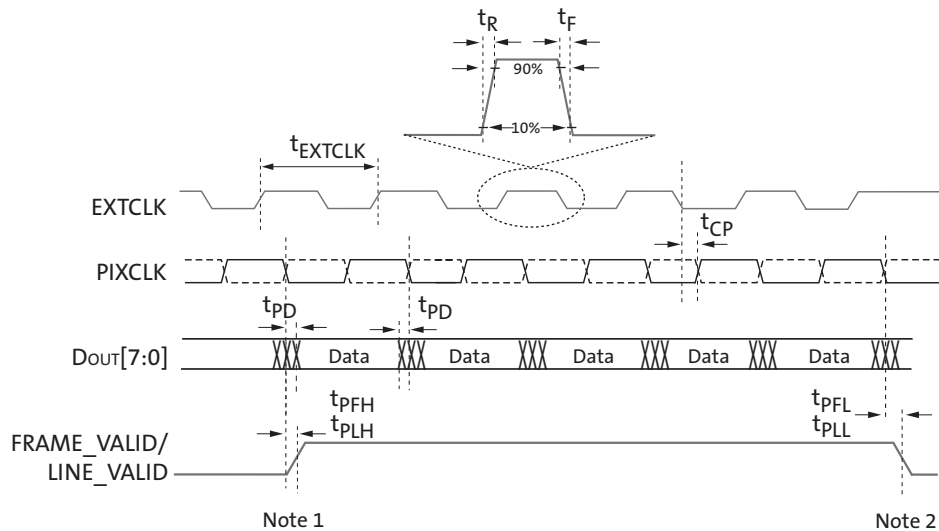 tR tF
90%
10%
tEXTCLK
EXTCLK
tCP
PIXCLK
tPD tPD
DOUT[7:0] Data Data Data Data Data
tPFH tPFL
tPLH tPLL
FRAME_VALID/
LINE_VALID
Note 1 Note 2